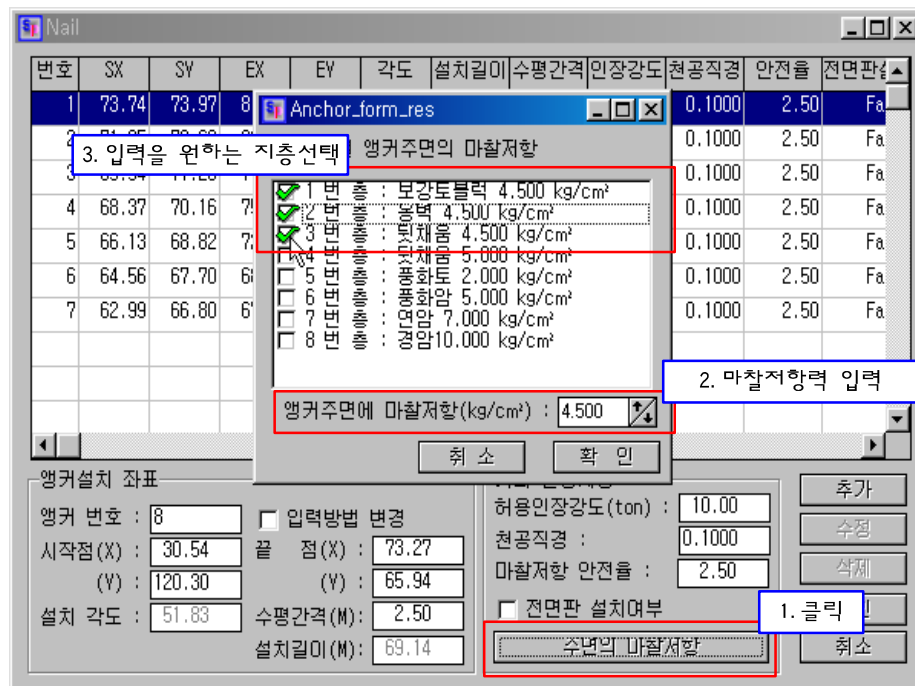 Nail
번호 SX SY EX EY 각도 설치길이 수평간격 인장강도 천공직경 안전율 전면판설
1 73.74 73.97 8 0.1000 2.50 Fa
Anchor_form_res
2 0.1000 2.50 Fa
3. 입력을 원하는 지층선택
앵커주면의 마찰저항
3 0.1000 2.50 Fa
1 번 층 : 보강토블럭 4.500 kg/cm²
4 68.37 70.16 0.1000 2.50 Fa
2 번 층 : 옹벽 4.500 kg/cm²
3 번 층 : 뒷채움 4.500 kg/cm²
5 66.13 68.82 0.1000 2.50 Fa
4 번 층 : 뒷채움 5.000 kg/cm²
5 번 층 : 풍화토 2.000 kg/cm²
6 64.56 67.70 6 0.1000 2.50 Fa
6 번 층 : 풍화암 5.000 kg/cm²
7 번 층 : 연암 7.000 kg/cm²
7 62.99 66.80 6 0.1000 2.50 Fa
8 번 층 : 경암10.000 kg/cm²
2. 마찰저항력 입력
앵커주면에 마찰저항(kg/cm²) : 4.500
취 소 확 인
앵커설치 좌표
앵커 번호 : 8 입력방법 변경
시작점(X) : 30.54 끝 점(X) : 73.27
(Y) : 120.30 (Y) : 65.94
설치 각도 : 51.83 수평간격(M): 2.50
설치길이(M): 69.14
허용인장강도(ton) : 10.00
천공직경 : 0.1000
마찰저항 안전율 : 2.50
전면판 설치여부
주면의 마찰저항
추가
수정
삭제
1. 클릭
취소